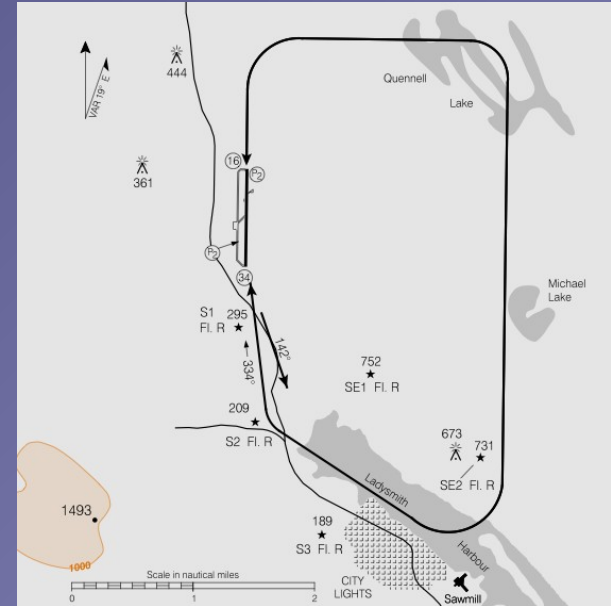 444
VAR 19° E
361
Quennell
Lake
16
P2
P2
34
Michael
Lake
S1
295
Fl. R
142°
334°
752
SE1 Fl. R
209
S2 Fl. R
673
731
SE2 Fl. R
Ladysmith
Harbour
1493
1000
189
S3 Fl. R
CITY
LIGHTS
Sawmill
Scale in nautical miles
0
1
2